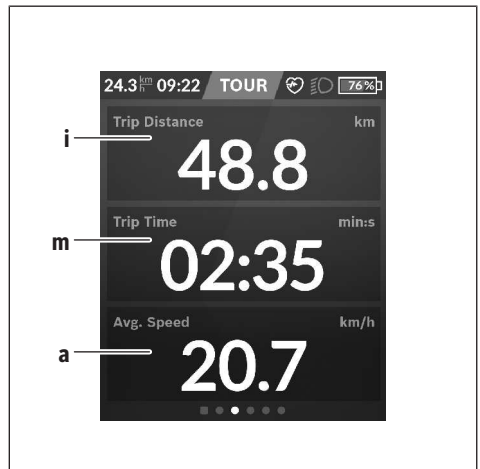 24.3 km/h 09:22 TOUR 76%
Trip Distance km
i
48.8
Trip Time min:s
m
02:35
Avg. Speed km/h
a
20.7